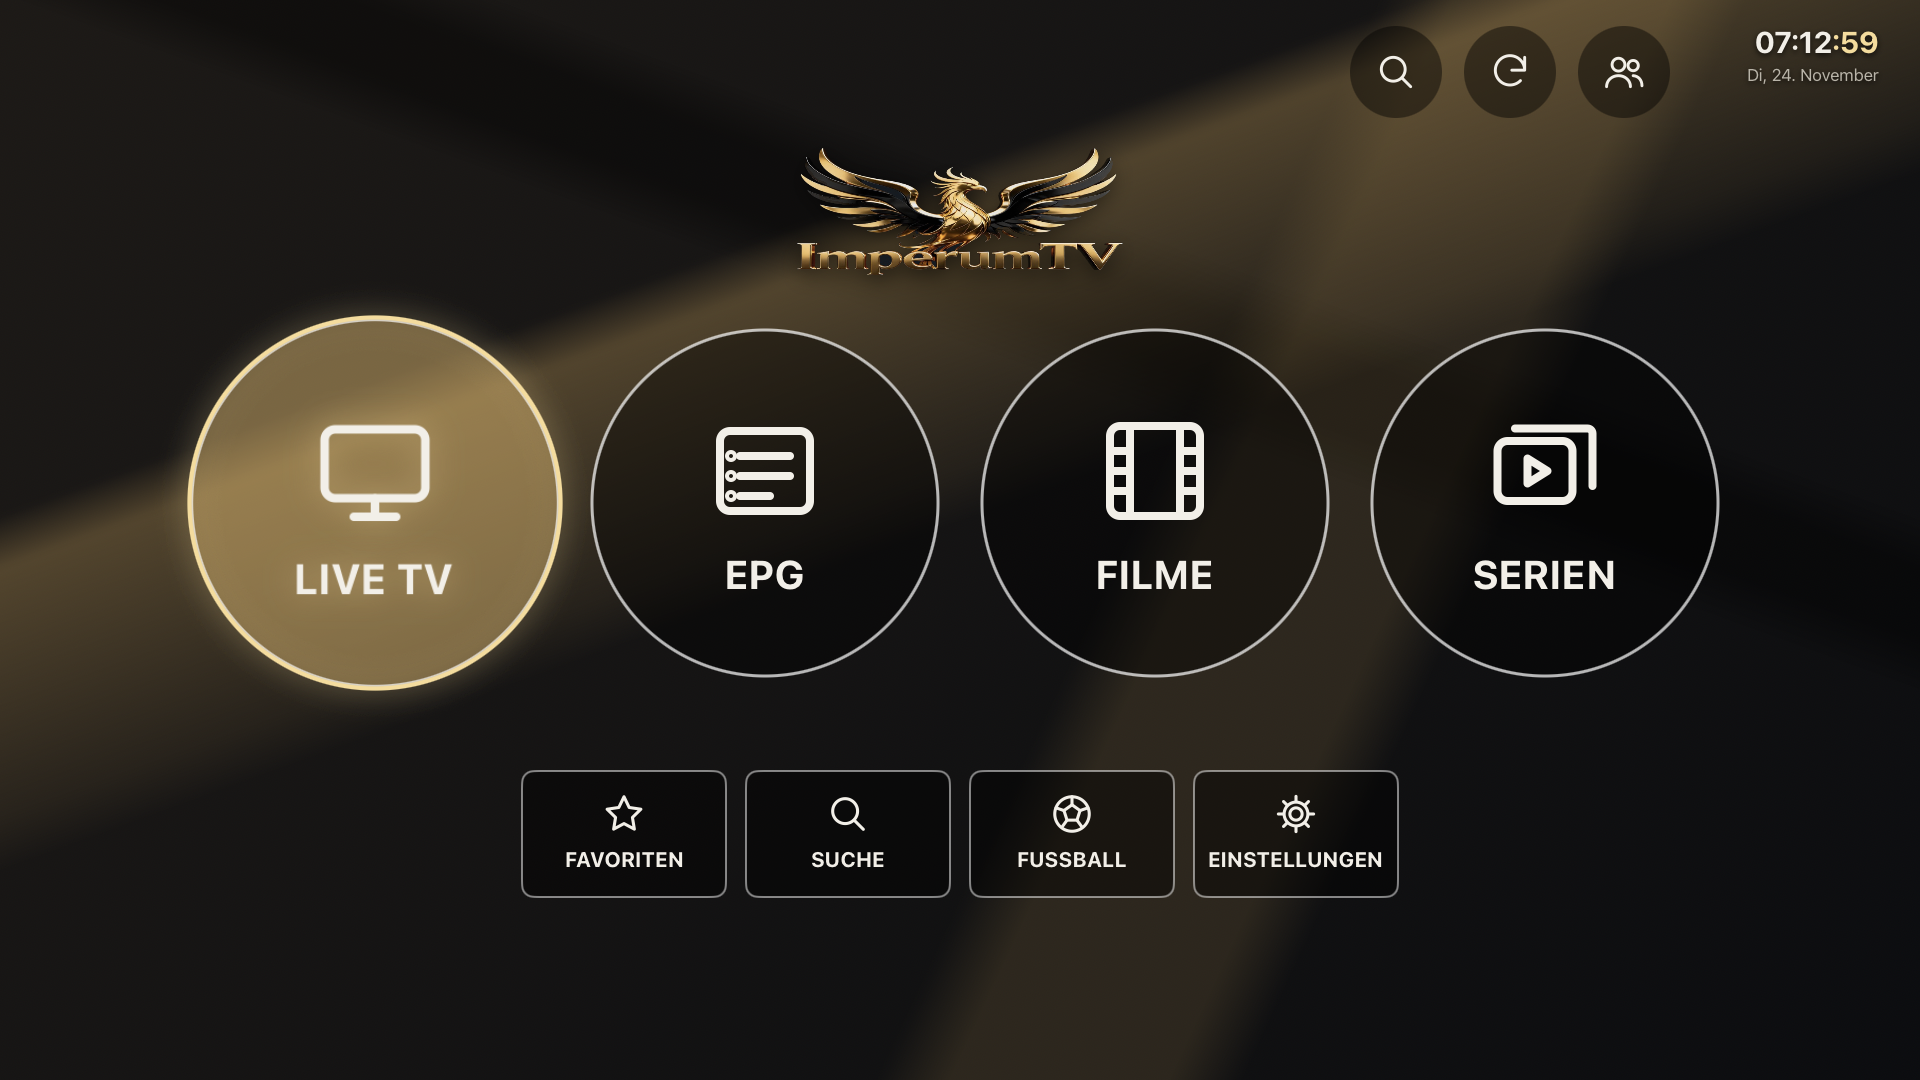 07:12:59
Di, 24. November
ImperumTV
LIVE TV
EPG
FILME
SERIEN
FAVORITEN
SUCHE
FUSSBALL
EINSTELLUNGEN